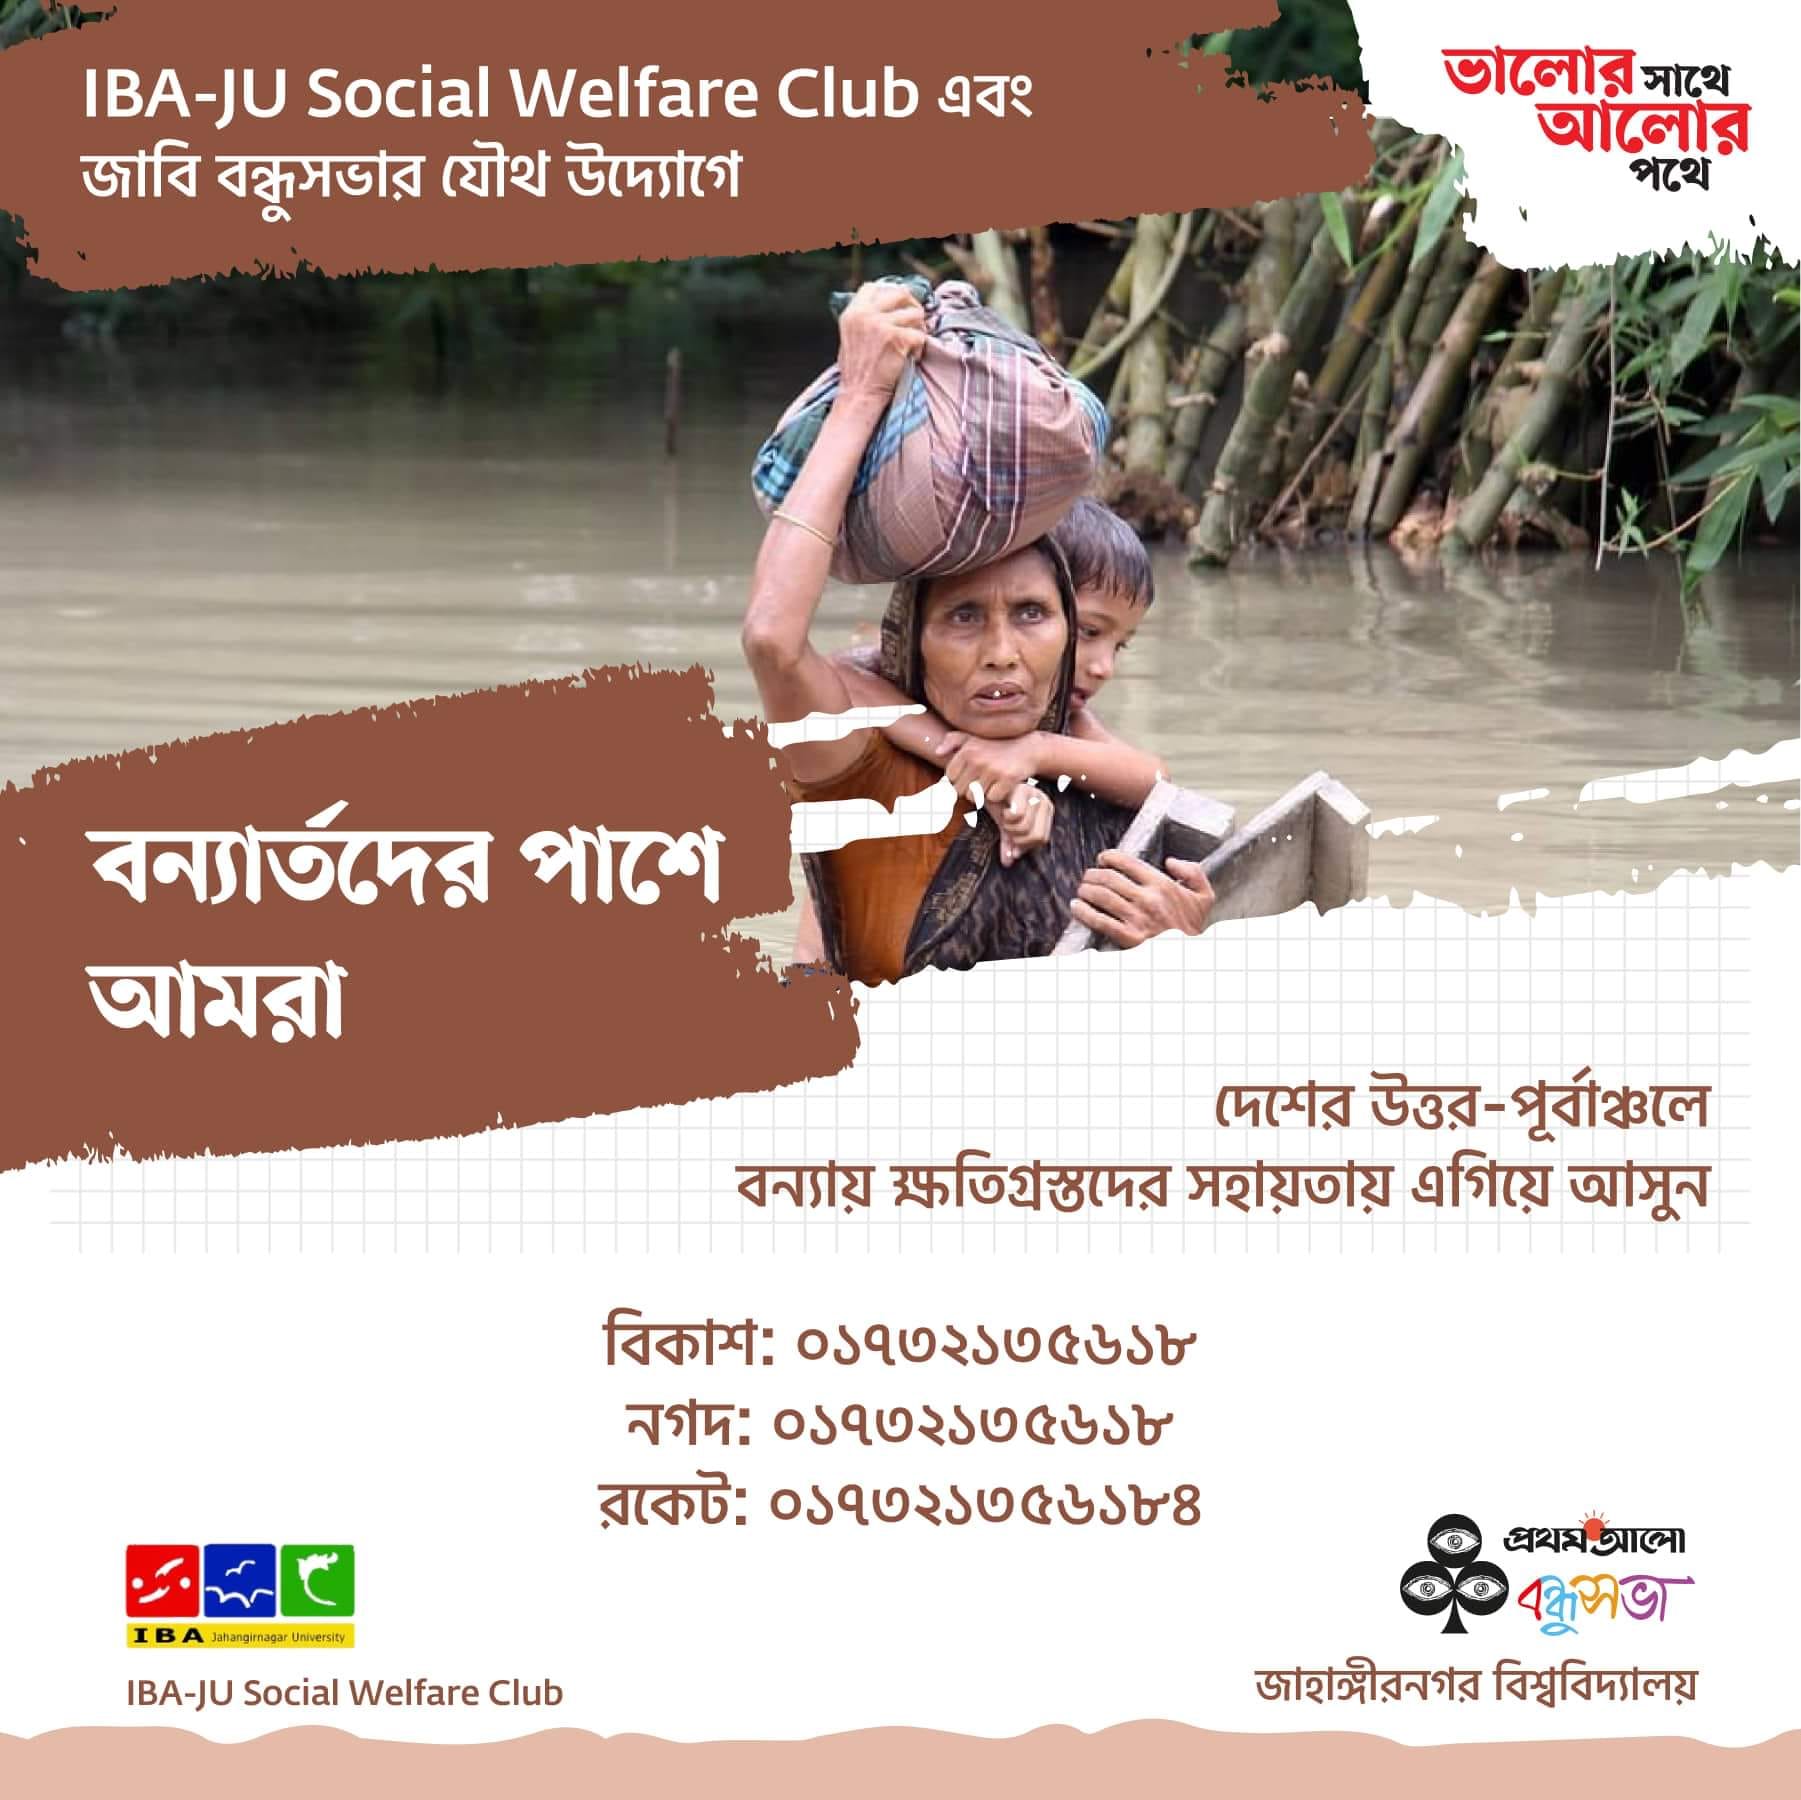 IBA-JU Social Welfare Club এবং
জাবি বন্ধুসভার যৌথ উদ্যোগে
ভালোর সাথে
আলোর
পথে
বন্যার্তদের পাশে
আমরা
দেশের উত্তর-পূর্বাঞ্চলে
বন্যায় ক্ষতিগ্রস্তদের সহায়তায় এগিয়ে আসুন
বিকাশ: ০১৭৩২১৩৫৬১৮
নগদ: ০১৭৩২১৩৫৬১৮
রকেট: ০১৭৩২১৩৫৬১৮৪
IBA Jahangirnagar University
IBA-JU Social Welfare Club
প্রথম আলো
বন্ধুসভা
জাহাঙ্গীরনগর বিশ্ববিদ্যালয়